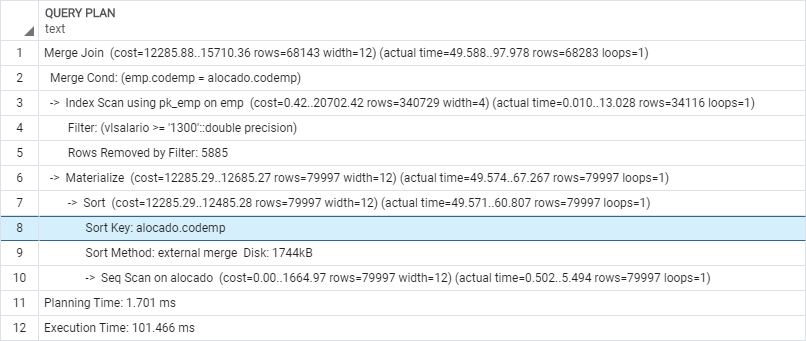 QUERY PLAN
text
1 Merge Join (cost=12285.88..15710.36 rows=68143 width=12) (actual time=49.588..97.978 rows=68283 loops=1)
2 Merge Cond: (emp.codemp = alocado.codemp)
3 -> Index Scan using pk_emp on emp (cost=0.42..20702.42 rows=340729 width=4) (actual time=0.010..13.028 rows=34116 loops=1)
4 Filter: (vlsalario >= '1300'::double precision)
5 Rows Removed by Filter: 5885
6 -> Materialize (cost=12285.29..12685.27 rows=79997 width=12) (actual time=49.574..67.267 rows=79997 loops=1)
7 -> Sort (cost=12285.29..12485.28 rows=79997 width=12) (actual time=49.571..60.807 rows=79997 loops=1)
8 Sort Key: alocado.codemp
9 Sort Method: external merge Disk: 1744kB
10 -> Seq Scan on alocado (cost=0.00..1664.97 rows=79997 width=12) (actual time=0.502..5.494 rows=79997 loops=1)
11 Planning Time: 1.701 ms
12 Execution Time: 101.466 ms